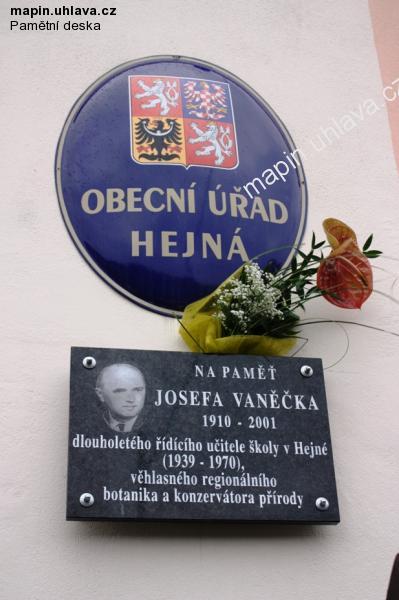 mapin.uhlava.cz
Pamětní deska
mapin.uhlava.cz
OBECNÍ ÚŘAD
HEJNÁ
NA PAMĚŤ
JOSEFA VANĚČKA
1910 - 2001
dlouholetého řídícího učitele školy v Hejné
(1939 - 1970),
věhlasného regionálního
botanika a konzervátora přírody